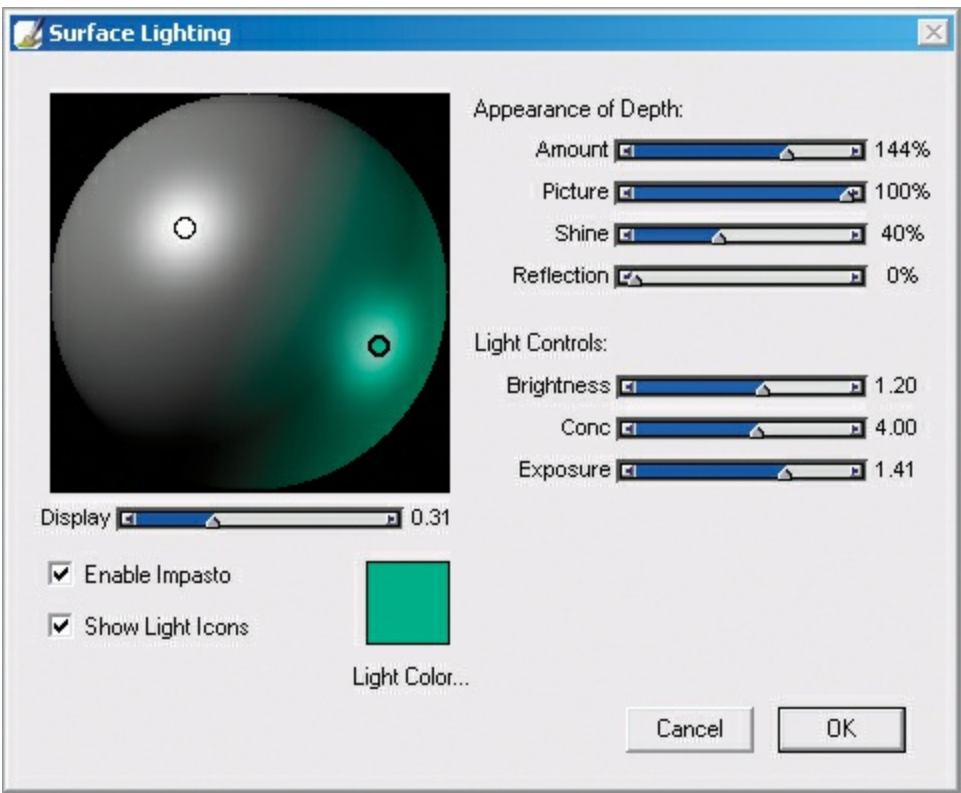 Surface Lighting
Appearance of Depth:
Amount 144%
Picture 100%
Shine 40%
Reflection 0%
Light Controls:
Brightness 1.20
Conc 4.00
Exposure 1.41
Display 0.31
Enable Impasto
Show Light Icons
Light Color...
Cancel OK